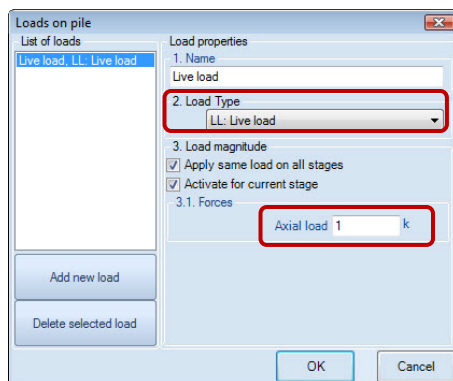 Loads on pile
List of loads
Live load, LL: Live load
Add new load
Delete selected load
Load properties
1. Name
Live load
2. Load Type
LL: Live load
3. Load magnitude
Apply same load on all stages
Activate for current stage
3.1. Forces
Axial load 1 k
OK Cancel